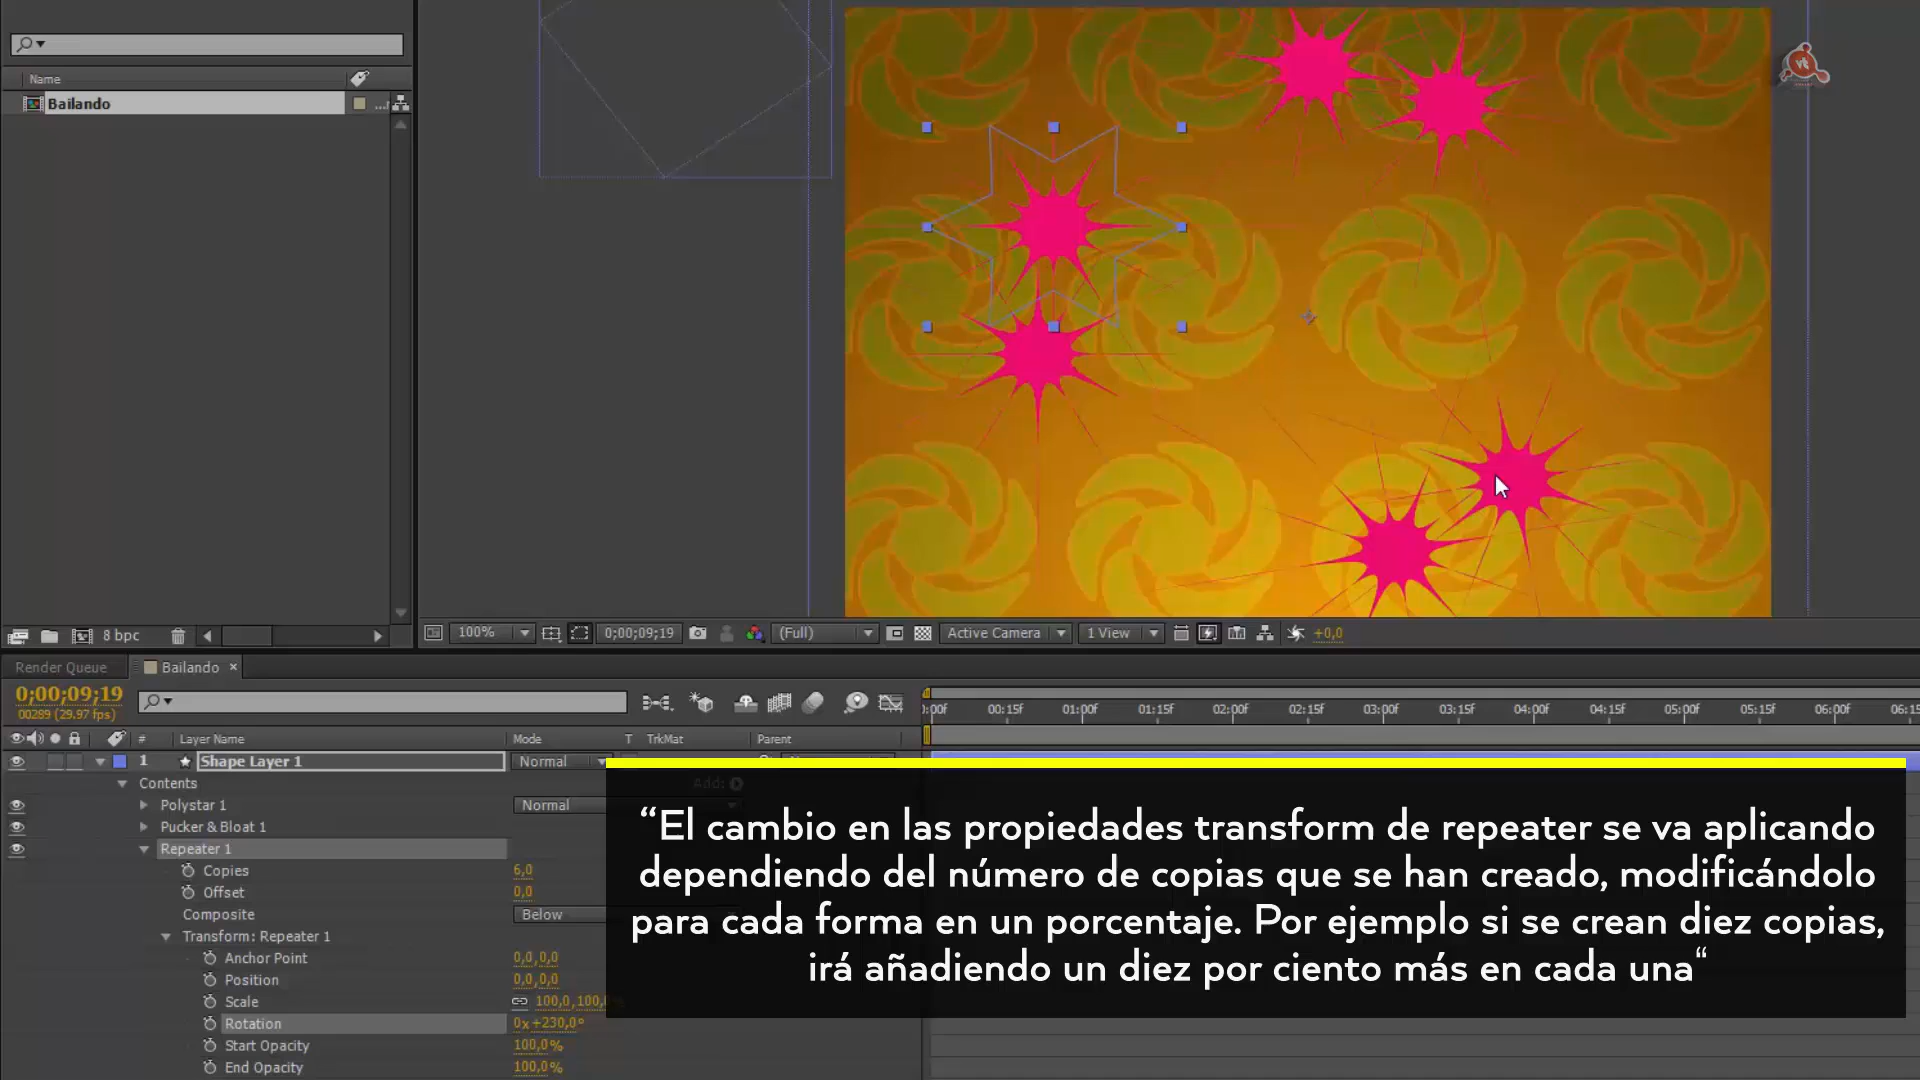 Name
Bailando
8 bpc
100%
0;00;09;19
(Full)
Active Camera
1 View
+0,0
Render Queue
Bailando ×
0;00;09;19
00289 (29.97 fps)
:00f 00:15f 01:00f 01:15f 02:00f 02:15f 03:00f 03:15f 04:00f 04:15f 05:00f 05:15f 06:00f 06:15
# Layer Name Mode T TrkMat Parent
1 Shape Layer 1 Normal
Contents Add:
Polystar 1 Normal
Pucker & Bloat 1
Repeater 1
Copies 6,0
Offset 0,0
Composite Below
Transform: Repeater 1
Anchor Point 0,0,0,0
Position 0,0,0,0
Scale 100,0,100,0
Rotation 0x+230,0°
Start Opacity 100,0%
End Opacity 100,0%
“El cambio en las propiedades transform de repeater se va aplicando
dependiendo del número de copias que se han creado, modificándolo
para cada forma en un porcentaje. Por ejemplo si se crean diez copias,
irá añadiendo un diez por ciento más en cada una“